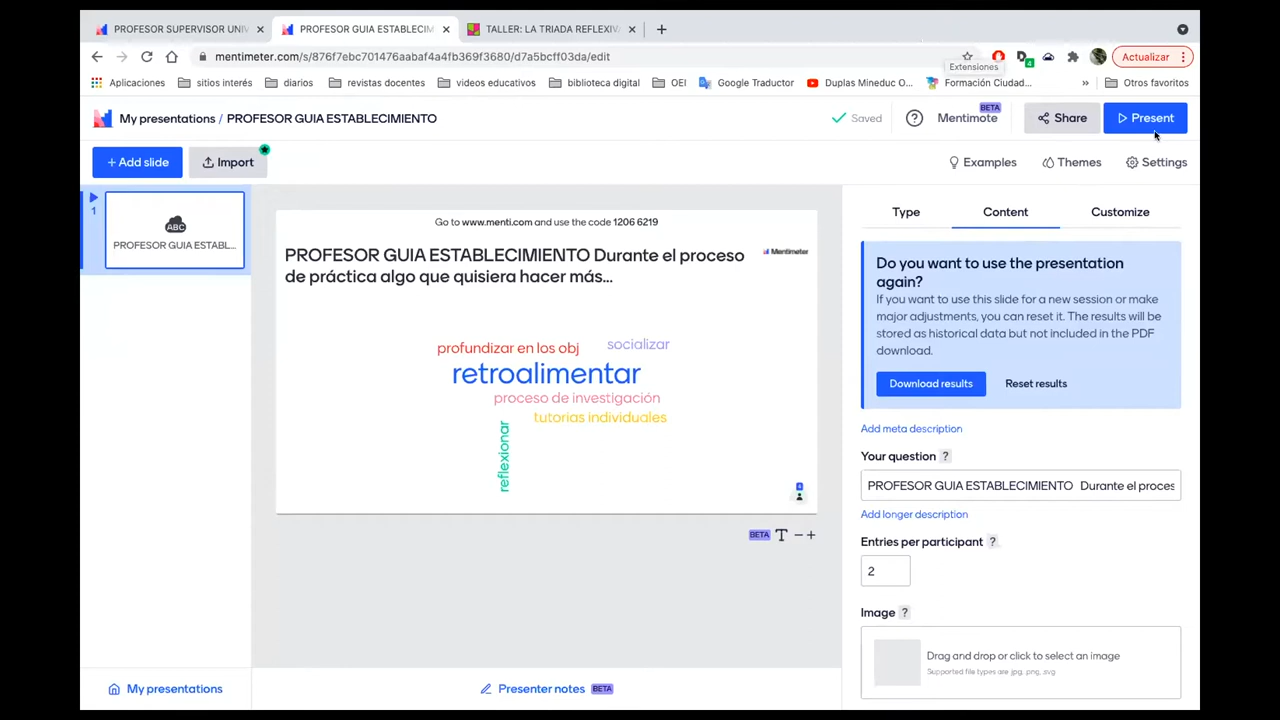 PROFESOR SUPERVISOR UNIV
PROFESOR GUIA ESTABLECIM
TALLER: LA TRIADA REFLEXIV
mentimeter.com/s/876f7ebc701476aabaf4a4fb369f3680/d7a5bcff03da/edit
Actualizar
Extensiones
4
Aplicaciones
sitios interés
diarios
revistas docentes
videos educativos
biblioteca digital
OEI
Google Traductor
Duplas Mineduc O...
Formación Ciudad...
»
Otros favoritos
My presentations / PROFESOR GUIA ESTABLECIMIENTO
Saved
?
Mentimote
BETA
Share
Present
+ Add slide
Import
Examples
Themes
Settings
1
ABC
PROFESOR GUIA ESTABL...
Go to www.menti.com and use the code 1206 6219
PROFESOR GUIA ESTABLECIMIENTO Durante el proceso
de práctica algo que quisiera hacer más...
Mentimeter
profundizar en los obj
socializar
retroalimentar
proceso de investigación
tutorias individuales
reflexionar
BETA T − +
Type
Content
Customize
Do you want to use the presentation
again?
If you want to use this slide for a new session or make
major adjustments, you can reset it. The results will be
stored as historical data but not included in the PDF
download.
Download results
Reset results
Add meta description
Your question ?
PROFESOR GUIA ESTABLECIMIENTO Durante el proces
Add longer description
Entries per participant ?
2
Image ?
Drag and drop or click to select an image
Supported file types are jpg, png, svg
My presentations
Presenter notes BETA